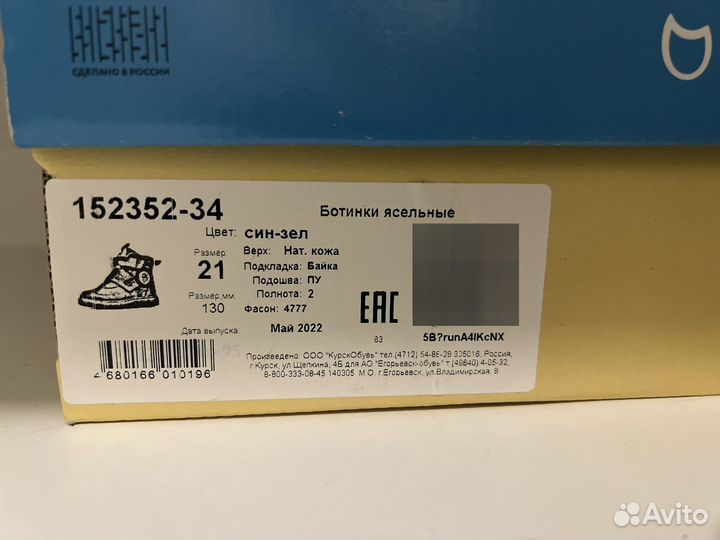 СДЕЛАНО В РОССИИ
152352-34
Ботинки ясельные
Цвет: син-зел
Размер: 21
Верх: Нат. кожа
Подкладка: Байка
Подошва: ПУ
Размер,мм. 130
Полнота: 2
Фасон: 4777
EAC
Дата выпуска Май 2022
63
5B?runA4IKcNX
4 680166 010196
Произведено: ООО "КурскОбувь" тел.(4712) 54-86-29 305016, Россия,
г.Курск, ул.Щепкина, 4Б для АО "Егорьевск-обувь" т.(49640) 4-05-32,
8-800-333-08-45 140305. М.О, г.Егорьевск, ул.Владимирская, 8
Avito